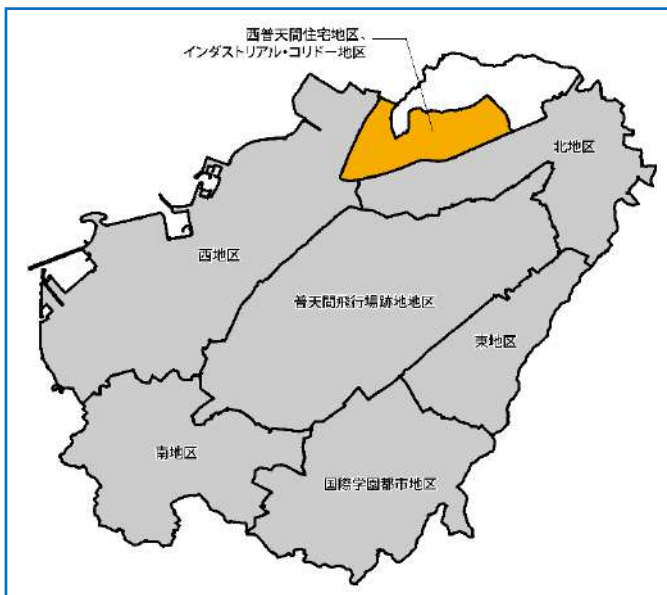 西普天間住宅地区、
インダストリアル・コリドー地区
北地区
西地区
普天間飛行場跡地地区
東地区
南地区
国際学園都市地区